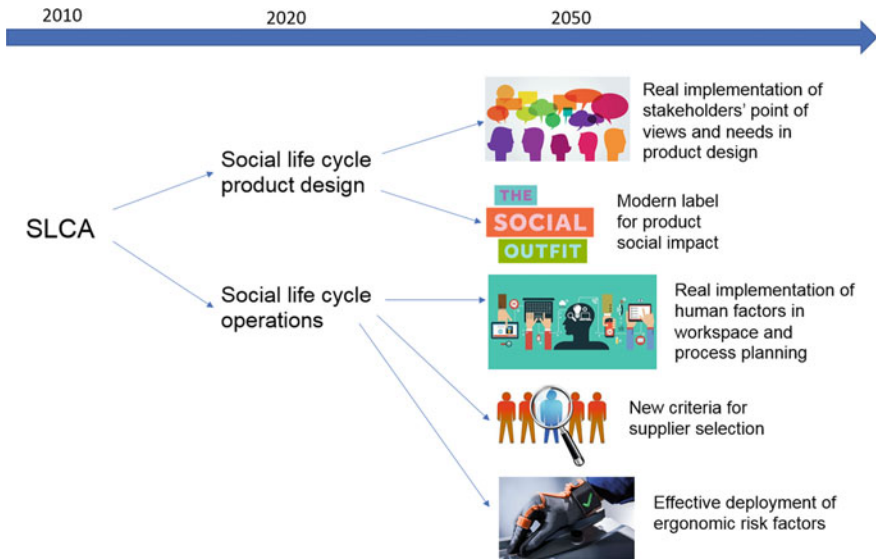 2010
2020
2050
Real implementation of
stakeholders' point of
views and needs in
product design
Social life cycle
product design
THE
SOCIAL
OUTFIT
Modern label
for product
social impact
SLCA
Social life cycle
operations
Real implementation of
human factors in
workspace and
process planning
New criteria for
supplier selection
Effective deployment of
ergonomic risk factors